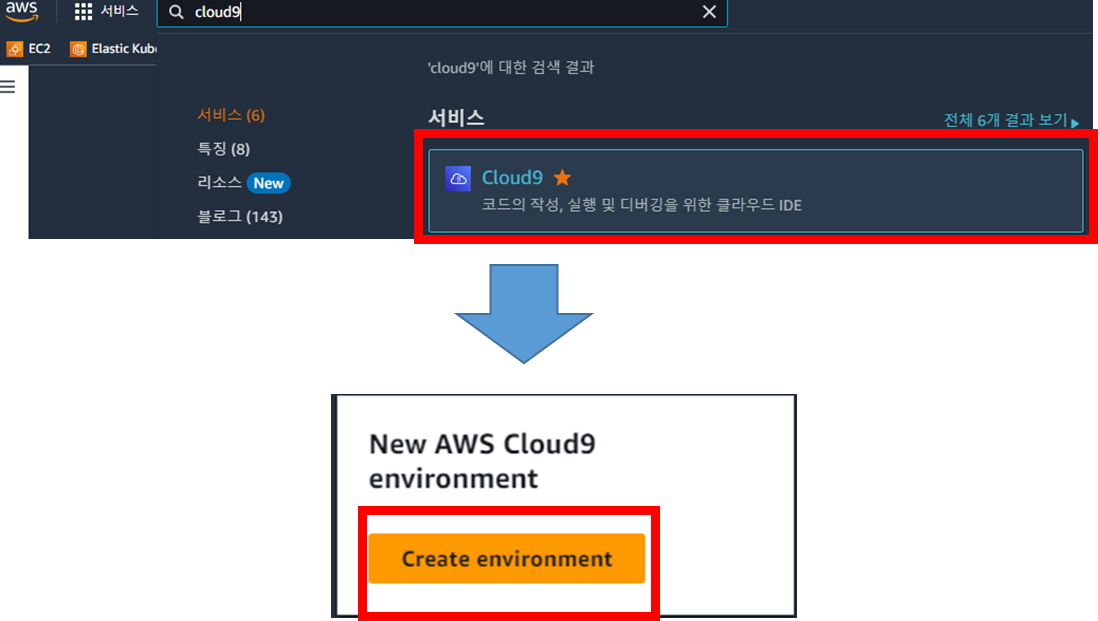 aws 서비스 cloud9
EC2 Elastic Kube
'cloud9'에 대한 검색 결과
서비스 (6)
특징 (8)
리소스 New
블로그 (143)
서비스 전체 6개 결과 보기
Cloud9
코드의 작성, 실행 및 디버깅을 위한 클라우드 IDE
New AWS Cloud9
environment
Create environment